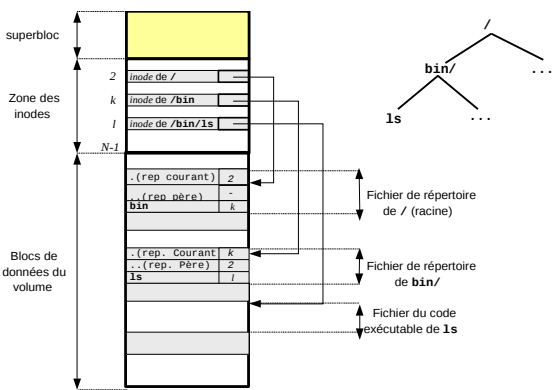 superbloc
Zone des
inodes
Blocs de
données du
volume
2
k
l
N-1
inode de /
inode de /bin
inode de /bin/ls
.(rep courant) 2
..(rep père) -
bin k
.(rep. Courant k
..(rep. Père) 2
ls l
/
bin/
...
ls
...
Fichier de répertoire
de / (racine)
Fichier de répertoire
de bin/
Fichier du code
exécutable de ls